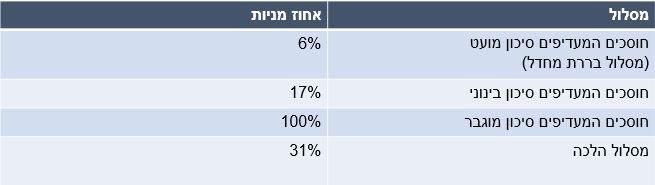 מסלול אחוז מניות
חוסכים המעדיפים סיכון מועט 6%
(מסלול בררת מחדל)
חוסכים המעדיפים סיכון בינוני 17%
חוסכים המעדיפים סיכון מוגבר 100%
מסלול הלכה 31%